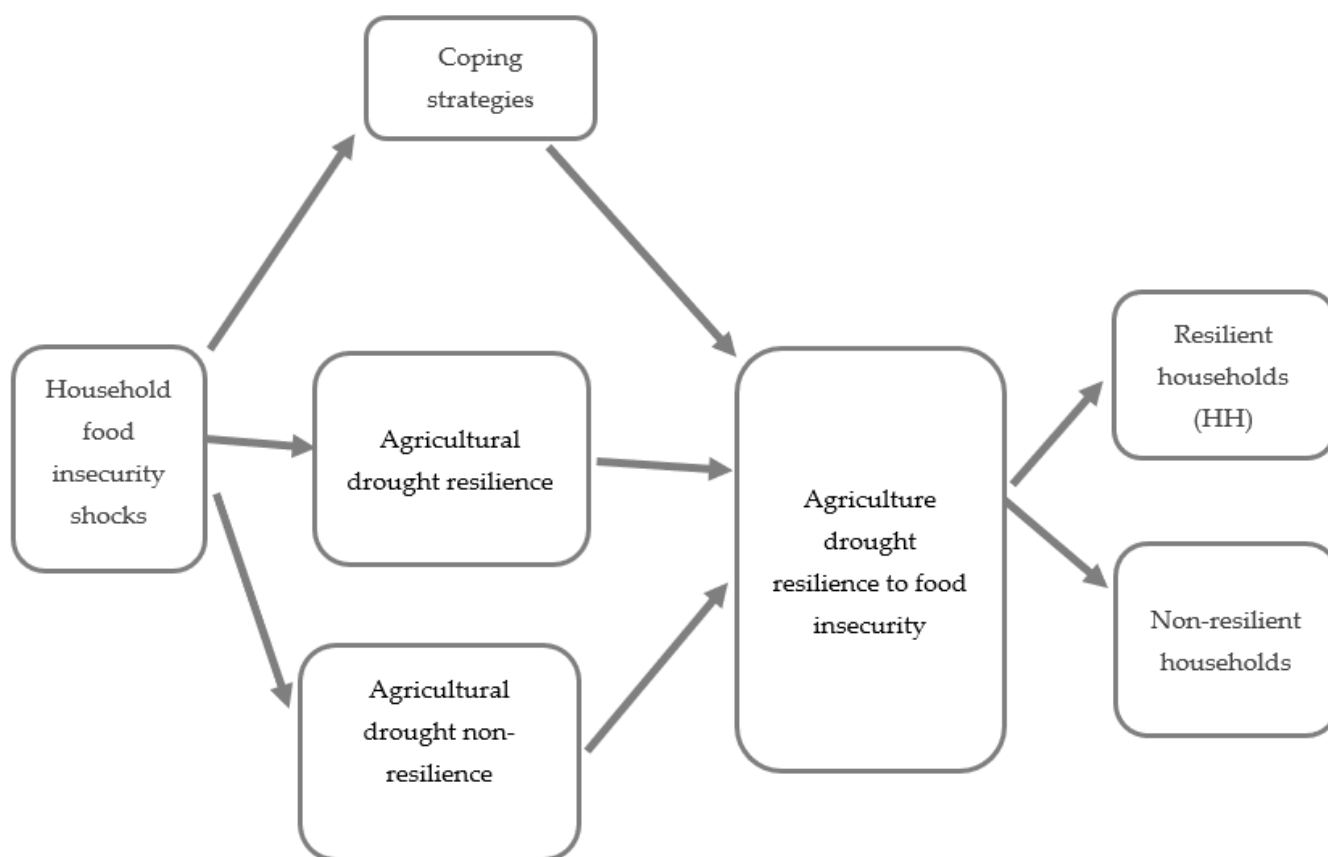 Coping
strategies
Household
food
insecurity
shocks
Agricultural
drought resilience
Agricultural
drought non-
resilience
Agriculture
drought
resilience to food
insecurity
Resilient
households
(HH)
Non-resilient
households